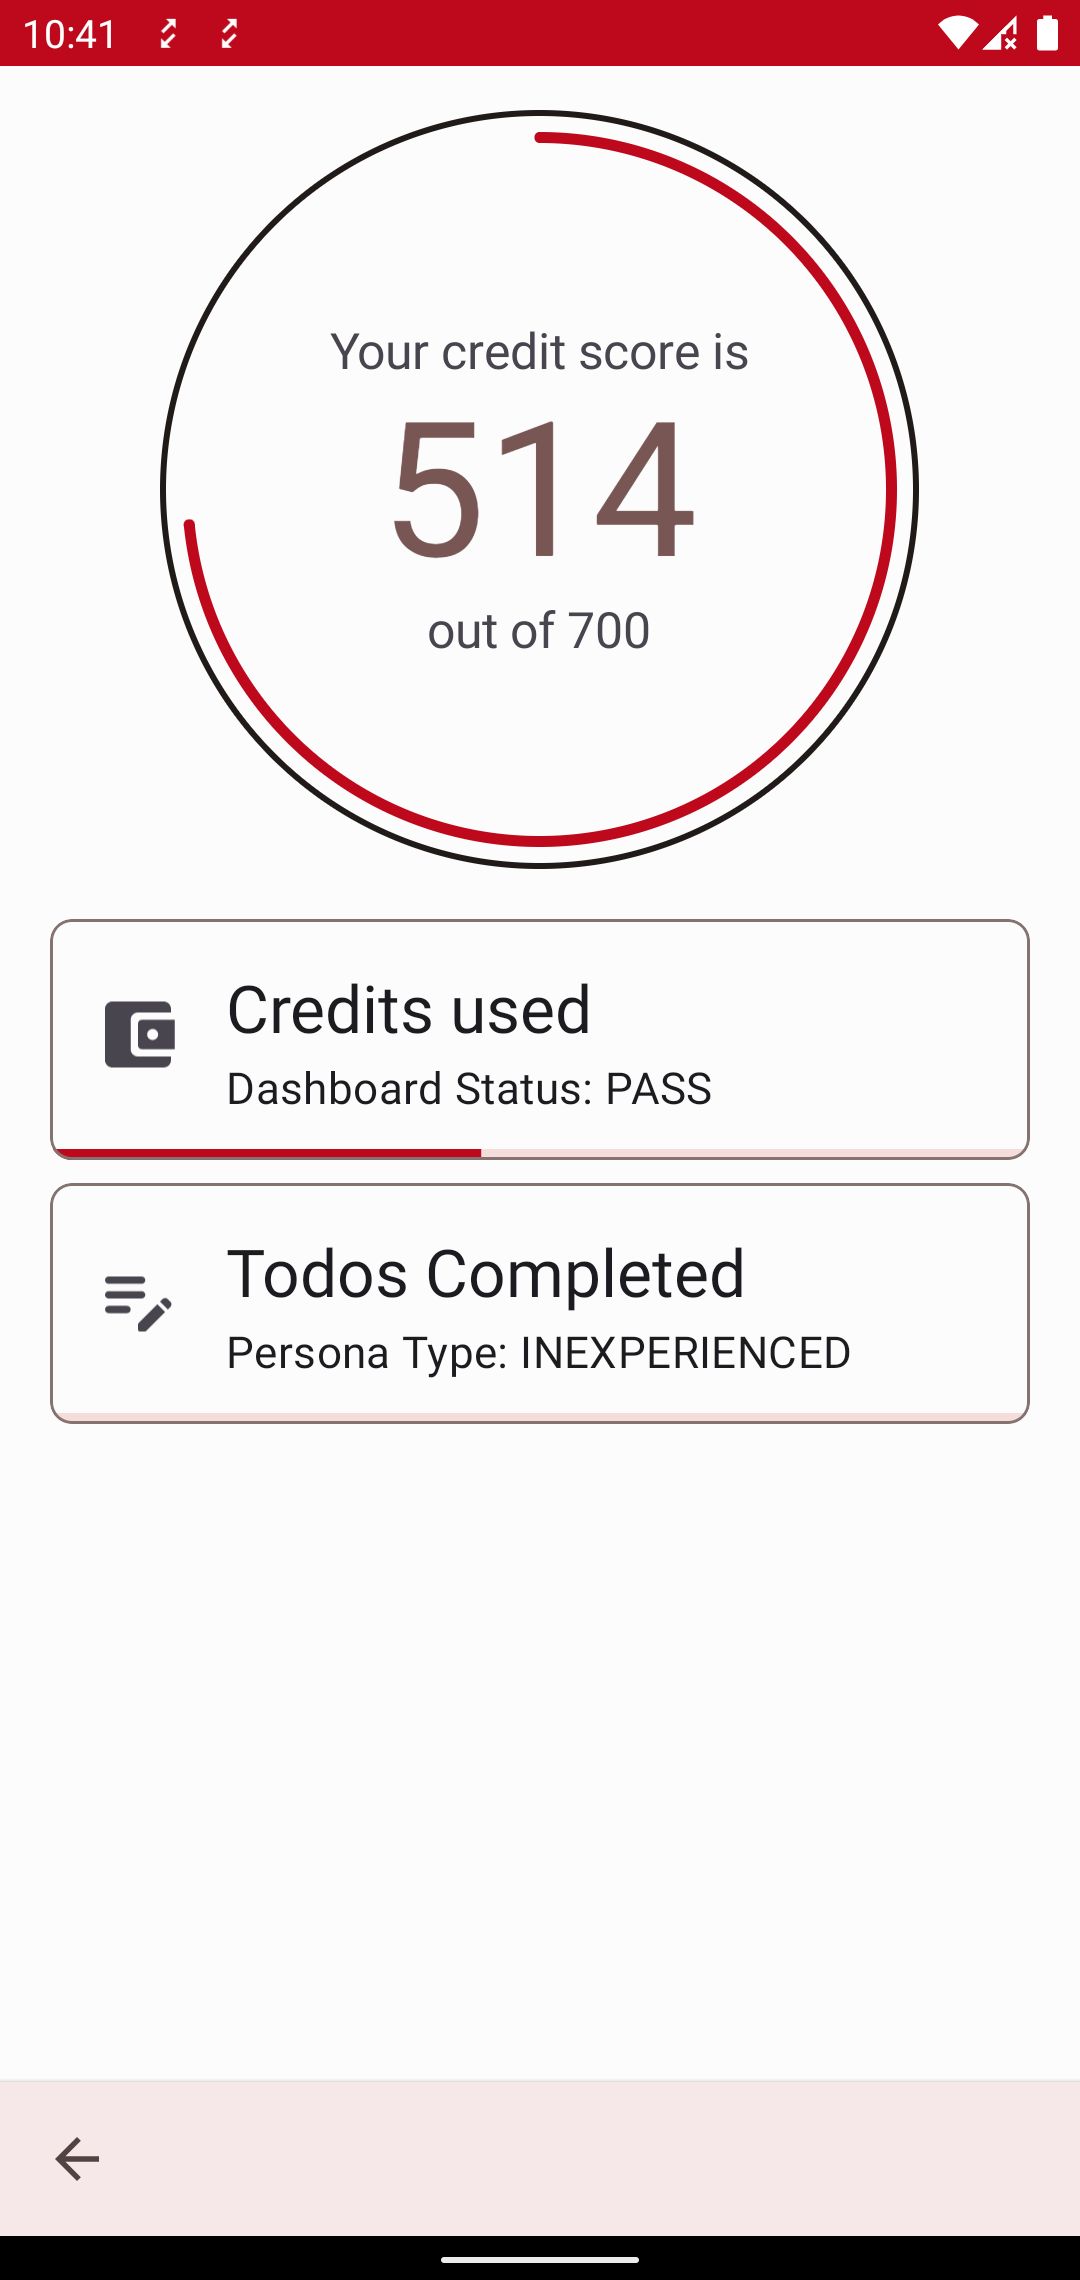 10:41
Your credit score is
514
out of 700
Credits used
Dashboard Status: PASS
Todos Completed
Persona Type: INEXPERIENCED